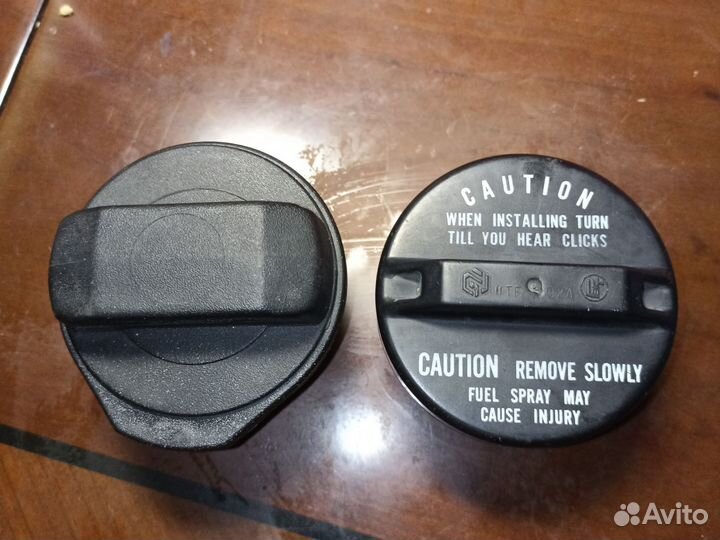 CAUTION
WHEN INSTALLING TURN
TILL YOU HEAR CLICKS
CAUTION REMOVE SLOWLY
FUEL SPRAY MAY
CAUSE INJURY
Avito